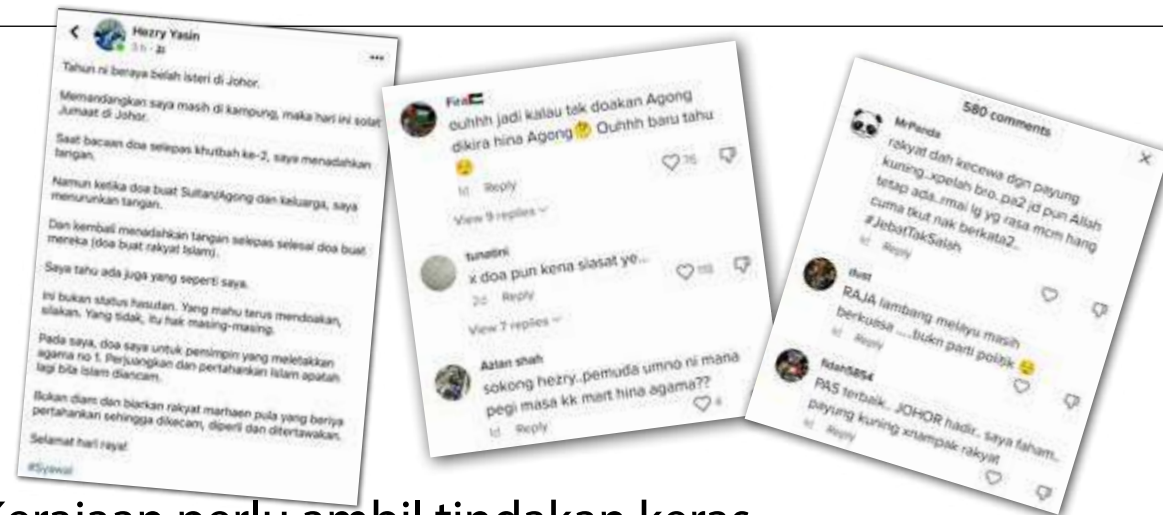 Hezry Yasin
3 h
Tahun ni beraya belah isteri di Johor.
Memandangkan saya masih di kampung, maka hari ini solat
Jumaat di Johor.
Saat bacaan doa selepas khutbah ke-2, saya menadahkan
tangan.
Namun ketika doa buat Sultan/Agong dan keluarga, saya
menurunkan tangan.
Dan kembali menadahkan tangan selepas selesai doa buat
mereka (doa buat rakyat Islam).
Saya tahu ada juga yang seperti saya.
Ini bukan status hasutan. Yang mahu terus mendoakan,
silakan. Yang tidak, itu hak masing-masing.
Pada saya, doa saya untuk pemimpin yang meletakkan
agama no 1. Perjuangkan dan pertahankan Islam apatah
lagi bila Islam diancam.
Bukan diam dan biarkan rakyat marhaen pula yang beriya
pertahankan sehingga dikecam, diperli dan ditertawakan.
Selamat hari raya!
#Syawal
Fira🇵🇸
ouhhh jadi kalau tak doakan Agong
dikira hina Agong🤔 Ouhhh baru tahu
1d Reply
View 9 replies
x doa pun kena siasat ye...
2d Reply
View 7 replies
Azlan shah
sokong hezry..pemuda umno ni mana
pegi masa kk mart hina agama??
1d Reply
580 comments
MrPanda
rakyat dah kecewa dgn payung
kuning..xpelah bro..pa2 jd pun Allah
tetap ada..rmai lg yg rasa mcm hang
cuma tkut nak berkata2..
#JebatTakSalah
Reply
dust
RAJA lambang melayu masih
berkuasa .....bukn parti politik
Reply
PAS terbaik.. JOHOR hadir.. saya faham..
payung kuning xnampak rakyat
Reply
Kerajaan perlu ambil tindakan keras